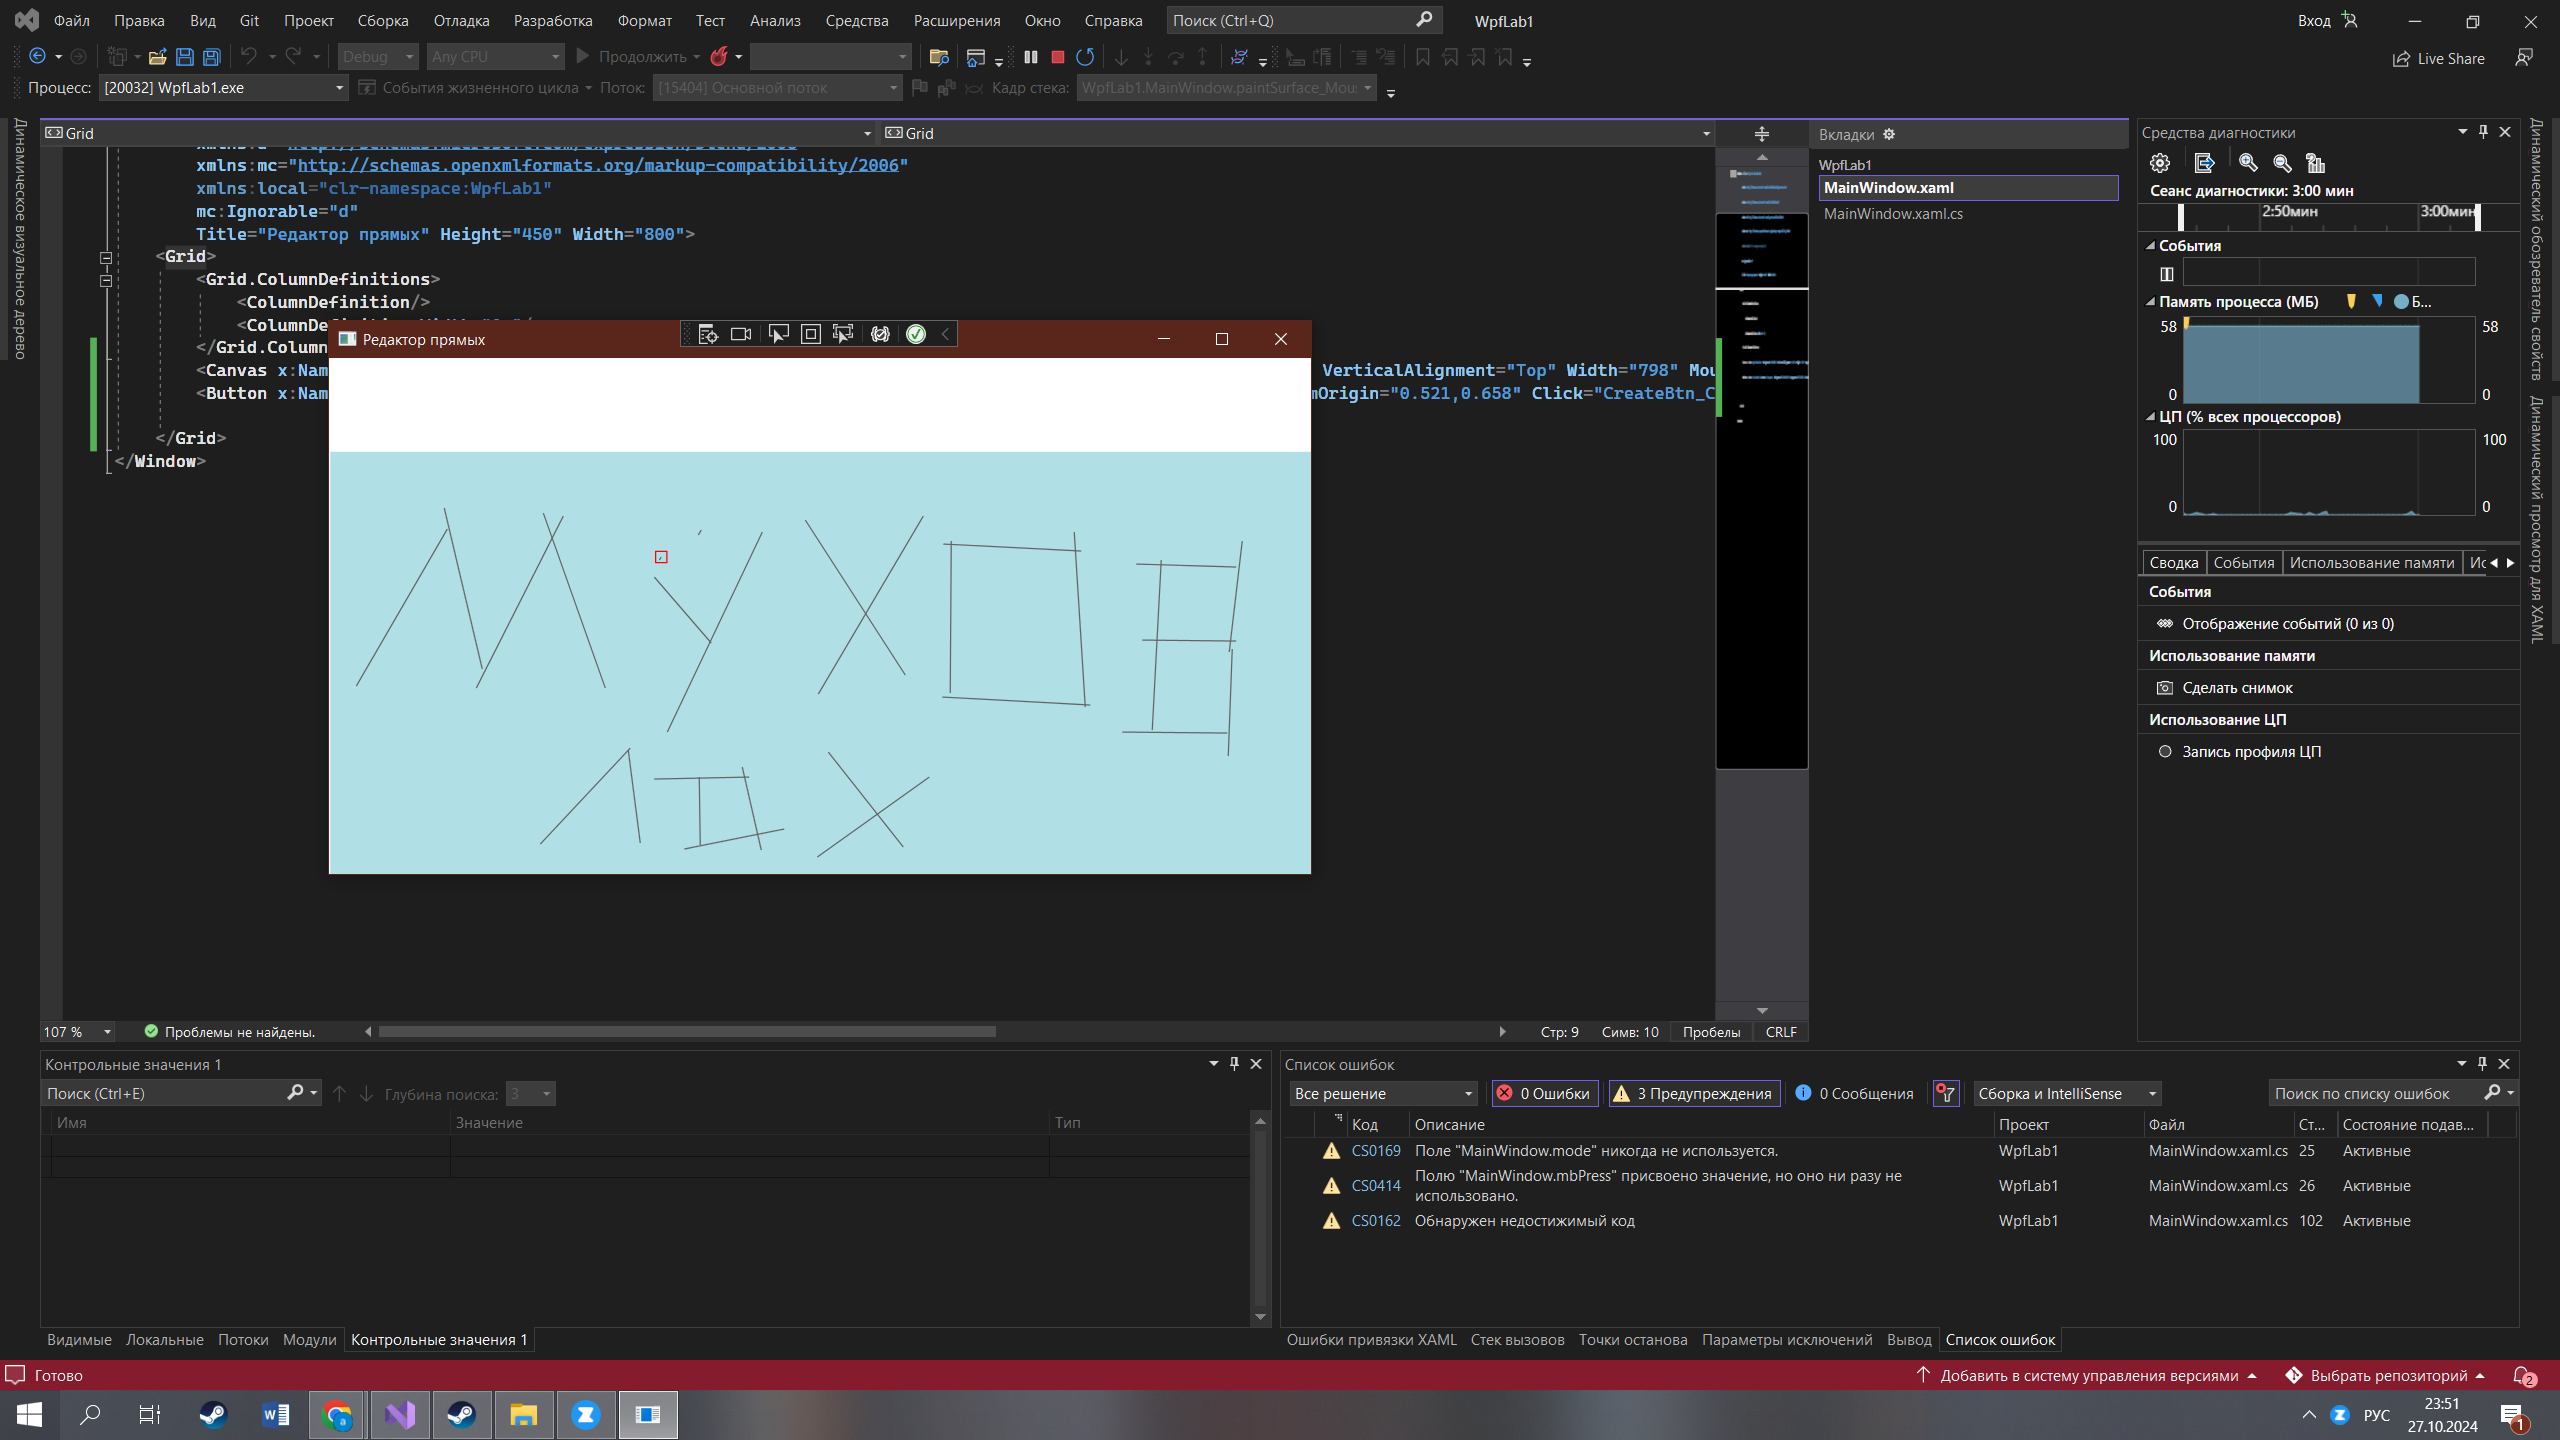 Файл Правка Вид Git Проект Сборка Отладка Разработка Формат Тест Анализ Средства Расширения Окно Справка Поиск (Ctrl+Q) WpfLab1 Вход
Debug Any CPU Продолжить Live Share
Процесс: [20032] WpfLab1.exe События жизненного цикла Поток: [15404] Основной поток Кадр стека: WpfLab1.MainWindow.paintSurface_Mou
Динамическое визуальное дерево
Grid Grid
xmlns:mc="http://schemas.openxmlformats.org/markup-compatibility/2006"
xmlns:local="clr-namespace:WpfLab1"
mc:Ignorable="d"
Title="Редактор прямых" Height="450" Width="800">
<Grid>
<Grid.ColumnDefinitions>
<ColumnDefinition/>
</Grid.Colum
<Canvas x:Nam VerticalAlignment="Top" Width="798" Mou
<Button x:Nam mOrigin="0.521,0.658" Click="CreateBtn_C
</Grid>
</Window>
Редактор прямых
107 % Проблемы не найдены. Стр: 9 Симв: 10 Пробелы CRLF
Вкладки
WpfLab1
MainWindow.xaml
MainWindow.xaml.cs
Средства диагностики
Сеанс диагностики: 3:00 мин
2:50мин 3:00мин
События
Память процесса (МБ) Б...
58 58
0 0
ЦП (% всех процессоров)
100 100
0 0
Сводка События Использование памяти Ис
События
Отображение событий (0 из 0)
Использование памяти
Сделать снимок
Использование ЦП
Запись профиля ЦП
Динамический обозреватель свойств
Динамический просмотр для XAML
Контрольные значения 1
Поиск (Ctrl+E) Глубина поиска: 3
Имя Значение Тип
Видимые Локальные Потоки Модули Контрольные значения 1
Список ошибок
Все решение 0 Ошибки 3 Предупреждения 0 Сообщения Сборка и IntelliSense Поиск по списку ошибок
Код Описание Проект Файл Ст... Состояние подав...
CS0169 Поле "MainWindow.mode" никогда не используется. WpfLab1 MainWindow.xaml.cs 25 Активные
CS0414 Полю "MainWindow.mbPress" присвоено значение, но оно ни разу не
использовано. WpfLab1 MainWindow.xaml.cs 26 Активные
CS0162 Обнаружен недостижимый код WpfLab1 MainWindow.xaml.cs 102 Активные
Ошибки привязки XAML Стек вызовов Точки останова Параметры исключений Вывод Список ошибок
Готово Добавить в систему управления версиями Выбрать репозиторий 2
РУС 23:51
27.10.2024 1